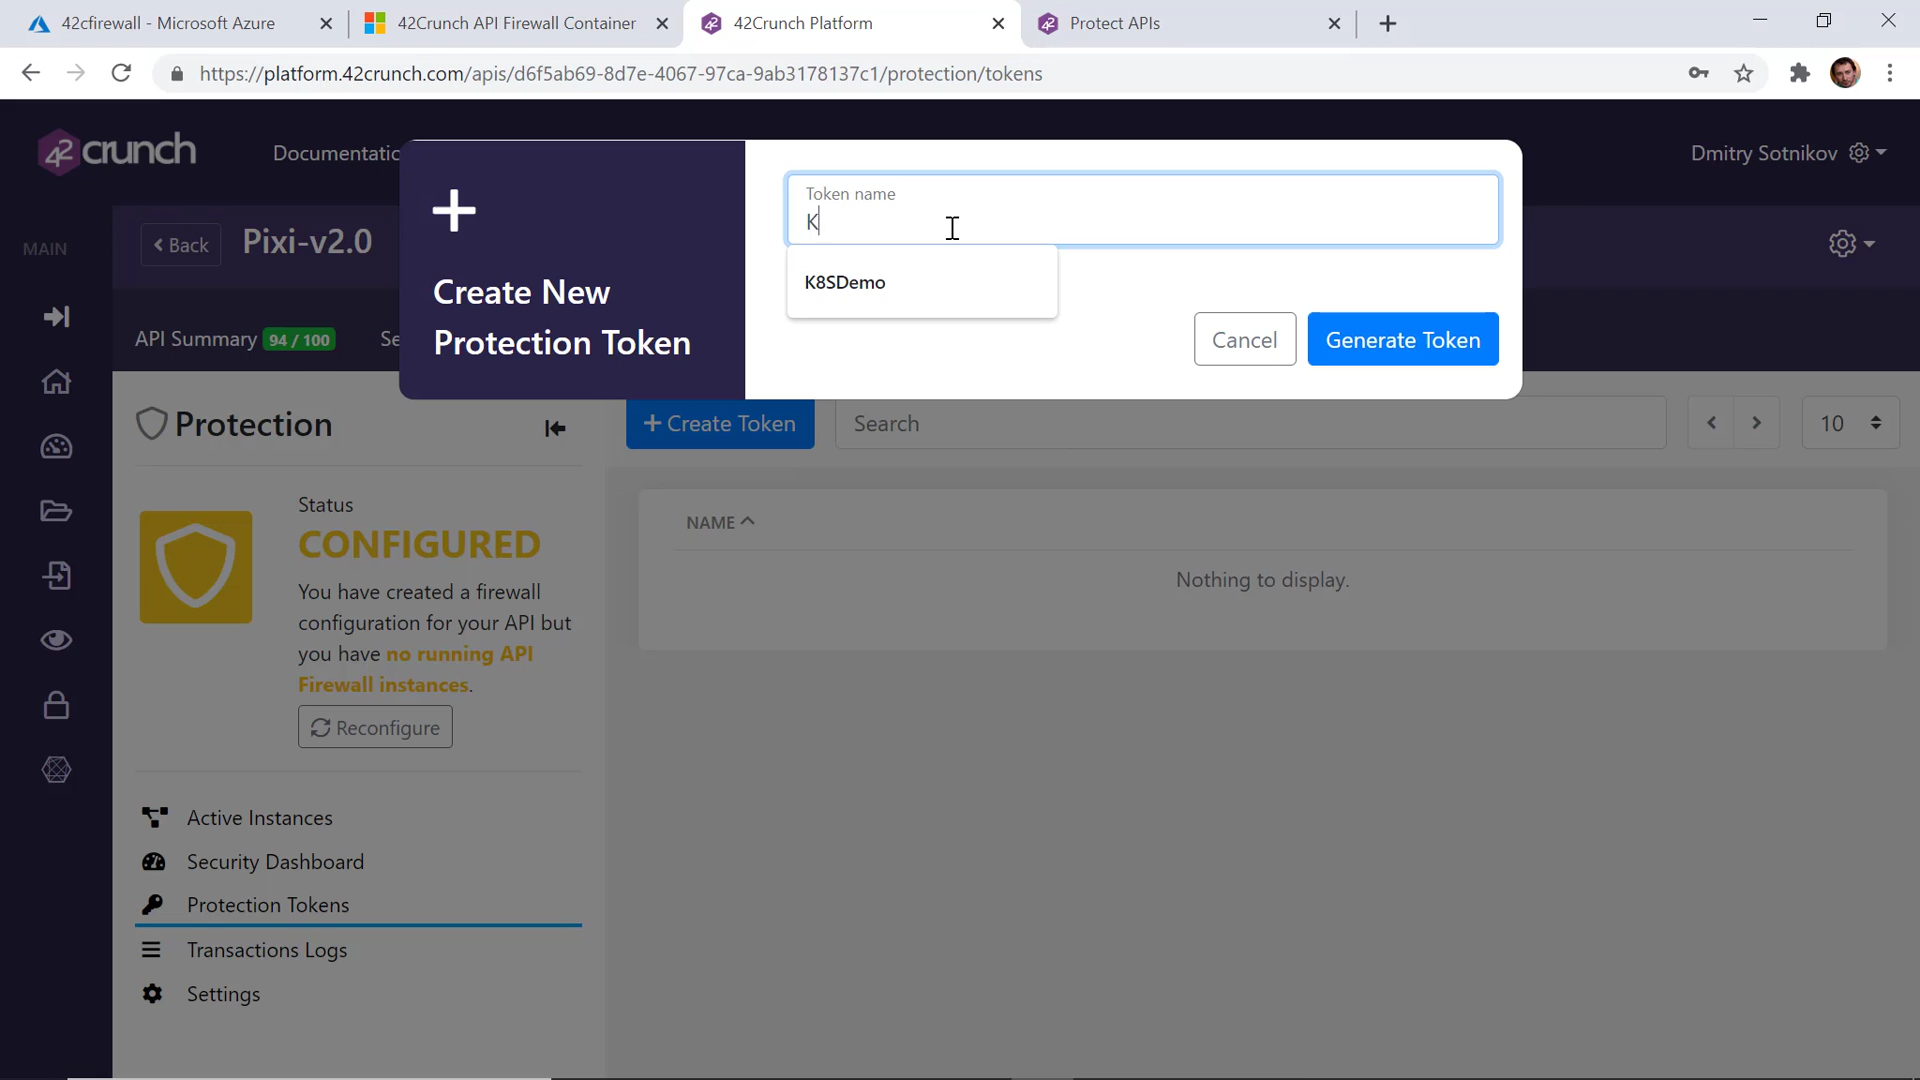 42cfirewall - Microsoft Azure
42Crunch API Firewall Container
42Crunch Platform
Protect APIs
https://platform.42crunch.com/apis/d6f5ab69-8d7e-4067-97ca-9ab3178137c1/protection/tokens
42crunch
Documentatic
Dmitry Sotnikov
Create New
Protection Token
Token name
K
K8SDemo
Cancel
Generate Token
MAIN
Back
Pixi-v2.0
API Summary 94 / 100
Se
Protection
Create Token
Search
10
Status
CONFIGURED
You have created a firewall
configuration for your API but
you have no running API
Firewall instances.
Reconfigure
NAME
Nothing to display.
Active Instances
Security Dashboard
Protection Tokens
Transactions Logs
Settings